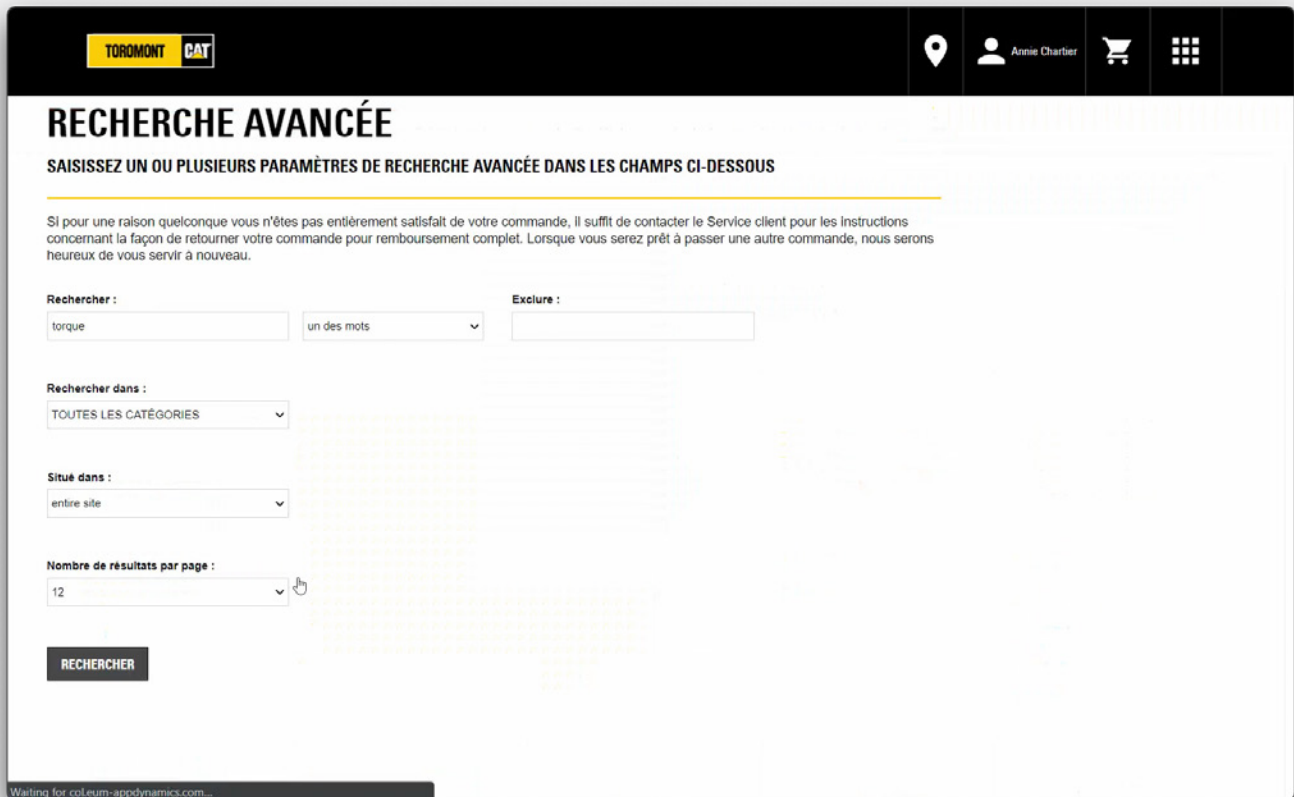 TOROMONT CAT
Annie Chartier
RECHERCHE AVANCÉE
SAISISSEZ UN OU PLUSIEURS PARAMÈTRES DE RECHERCHE AVANCÉE DANS LES CHAMPS CI-DESSOUS
Si pour une raison quelconque vous n'êtes pas entièrement satisfait de votre commande, il suffit de contacter le Service client pour les instructions
concernant la façon de retourner votre commande pour remboursement complet. Lorsque vous serez prêt à passer une autre commande, nous serons
heureux de vous servir à nouveau.
Rechercher :
Exclure :
torque
un des mots
Rechercher dans :
TOUTES LES CATÉGORIES
Situé dans :
entire site
Nombre de résultats par page :
12
RECHERCHER
Waiting for col.eum-appdynamics.com...